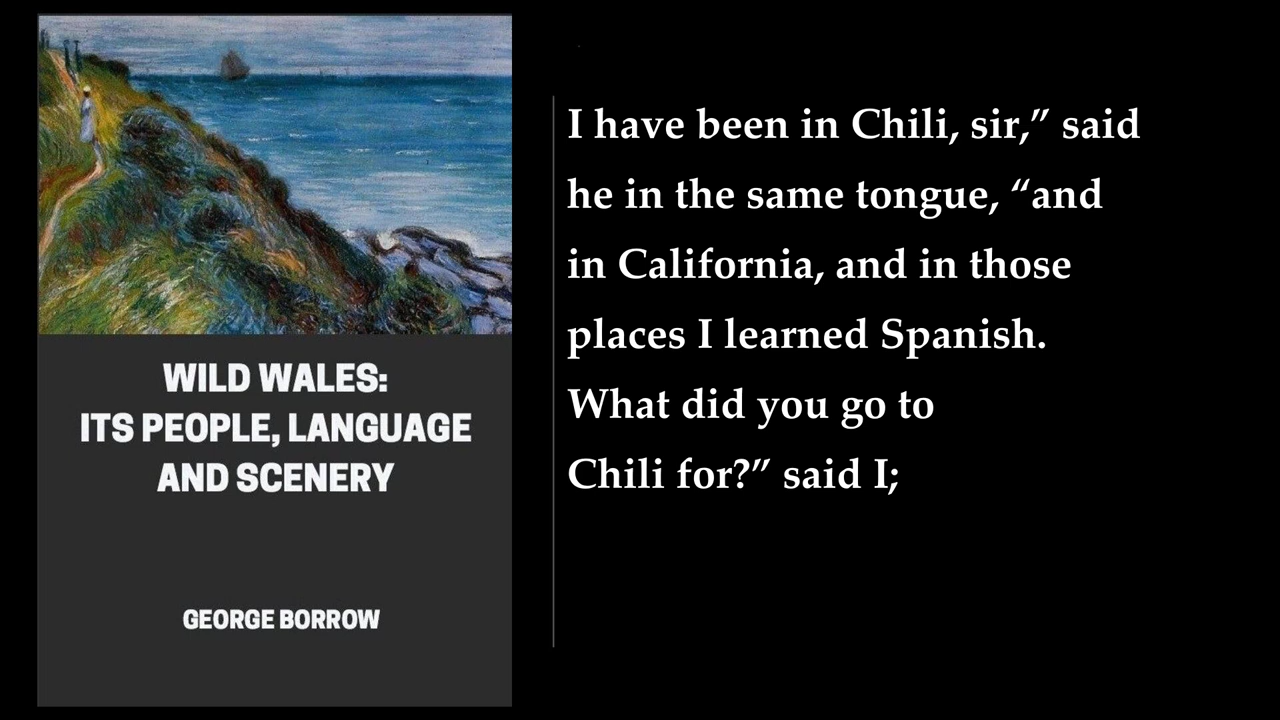 WILD WALES:
ITS PEOPLE, LANGUAGE
AND SCENERY
GEORGE BORROW
I have been in Chili, sir,” said
he in the same tongue, “and
in California, and in those
places I learned Spanish.
What did you go to
Chili for?” said I;